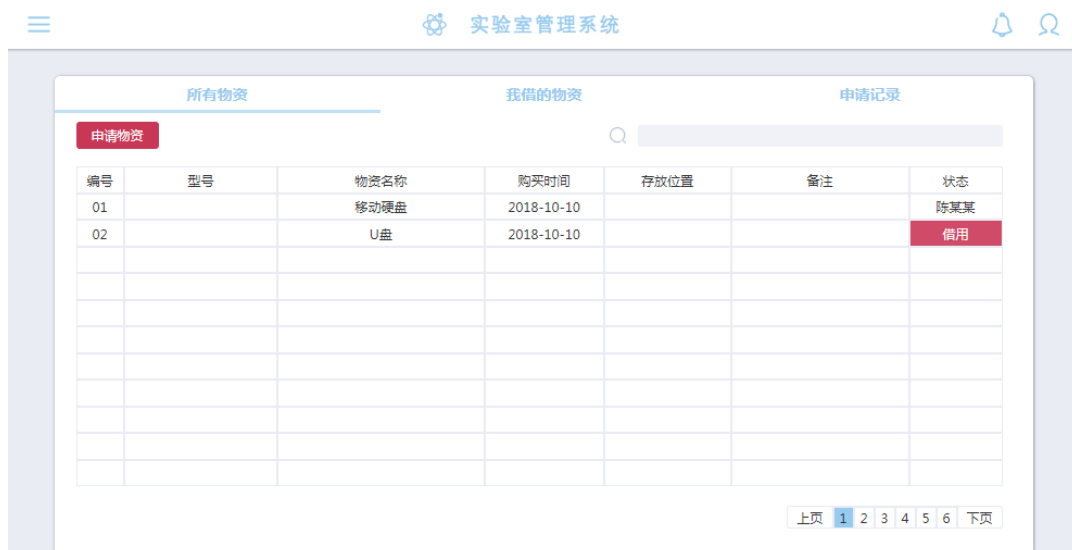 实验室管理系统
所有物资 我借的物资 申请记录
申请物资
编号 型号 物资名称 购买时间 存放位置 备注 状态
01 移动硬盘 2018-10-10 陈某某
02 U盘 2018-10-10 借用
上页 1 2 3 4 5 6 下页